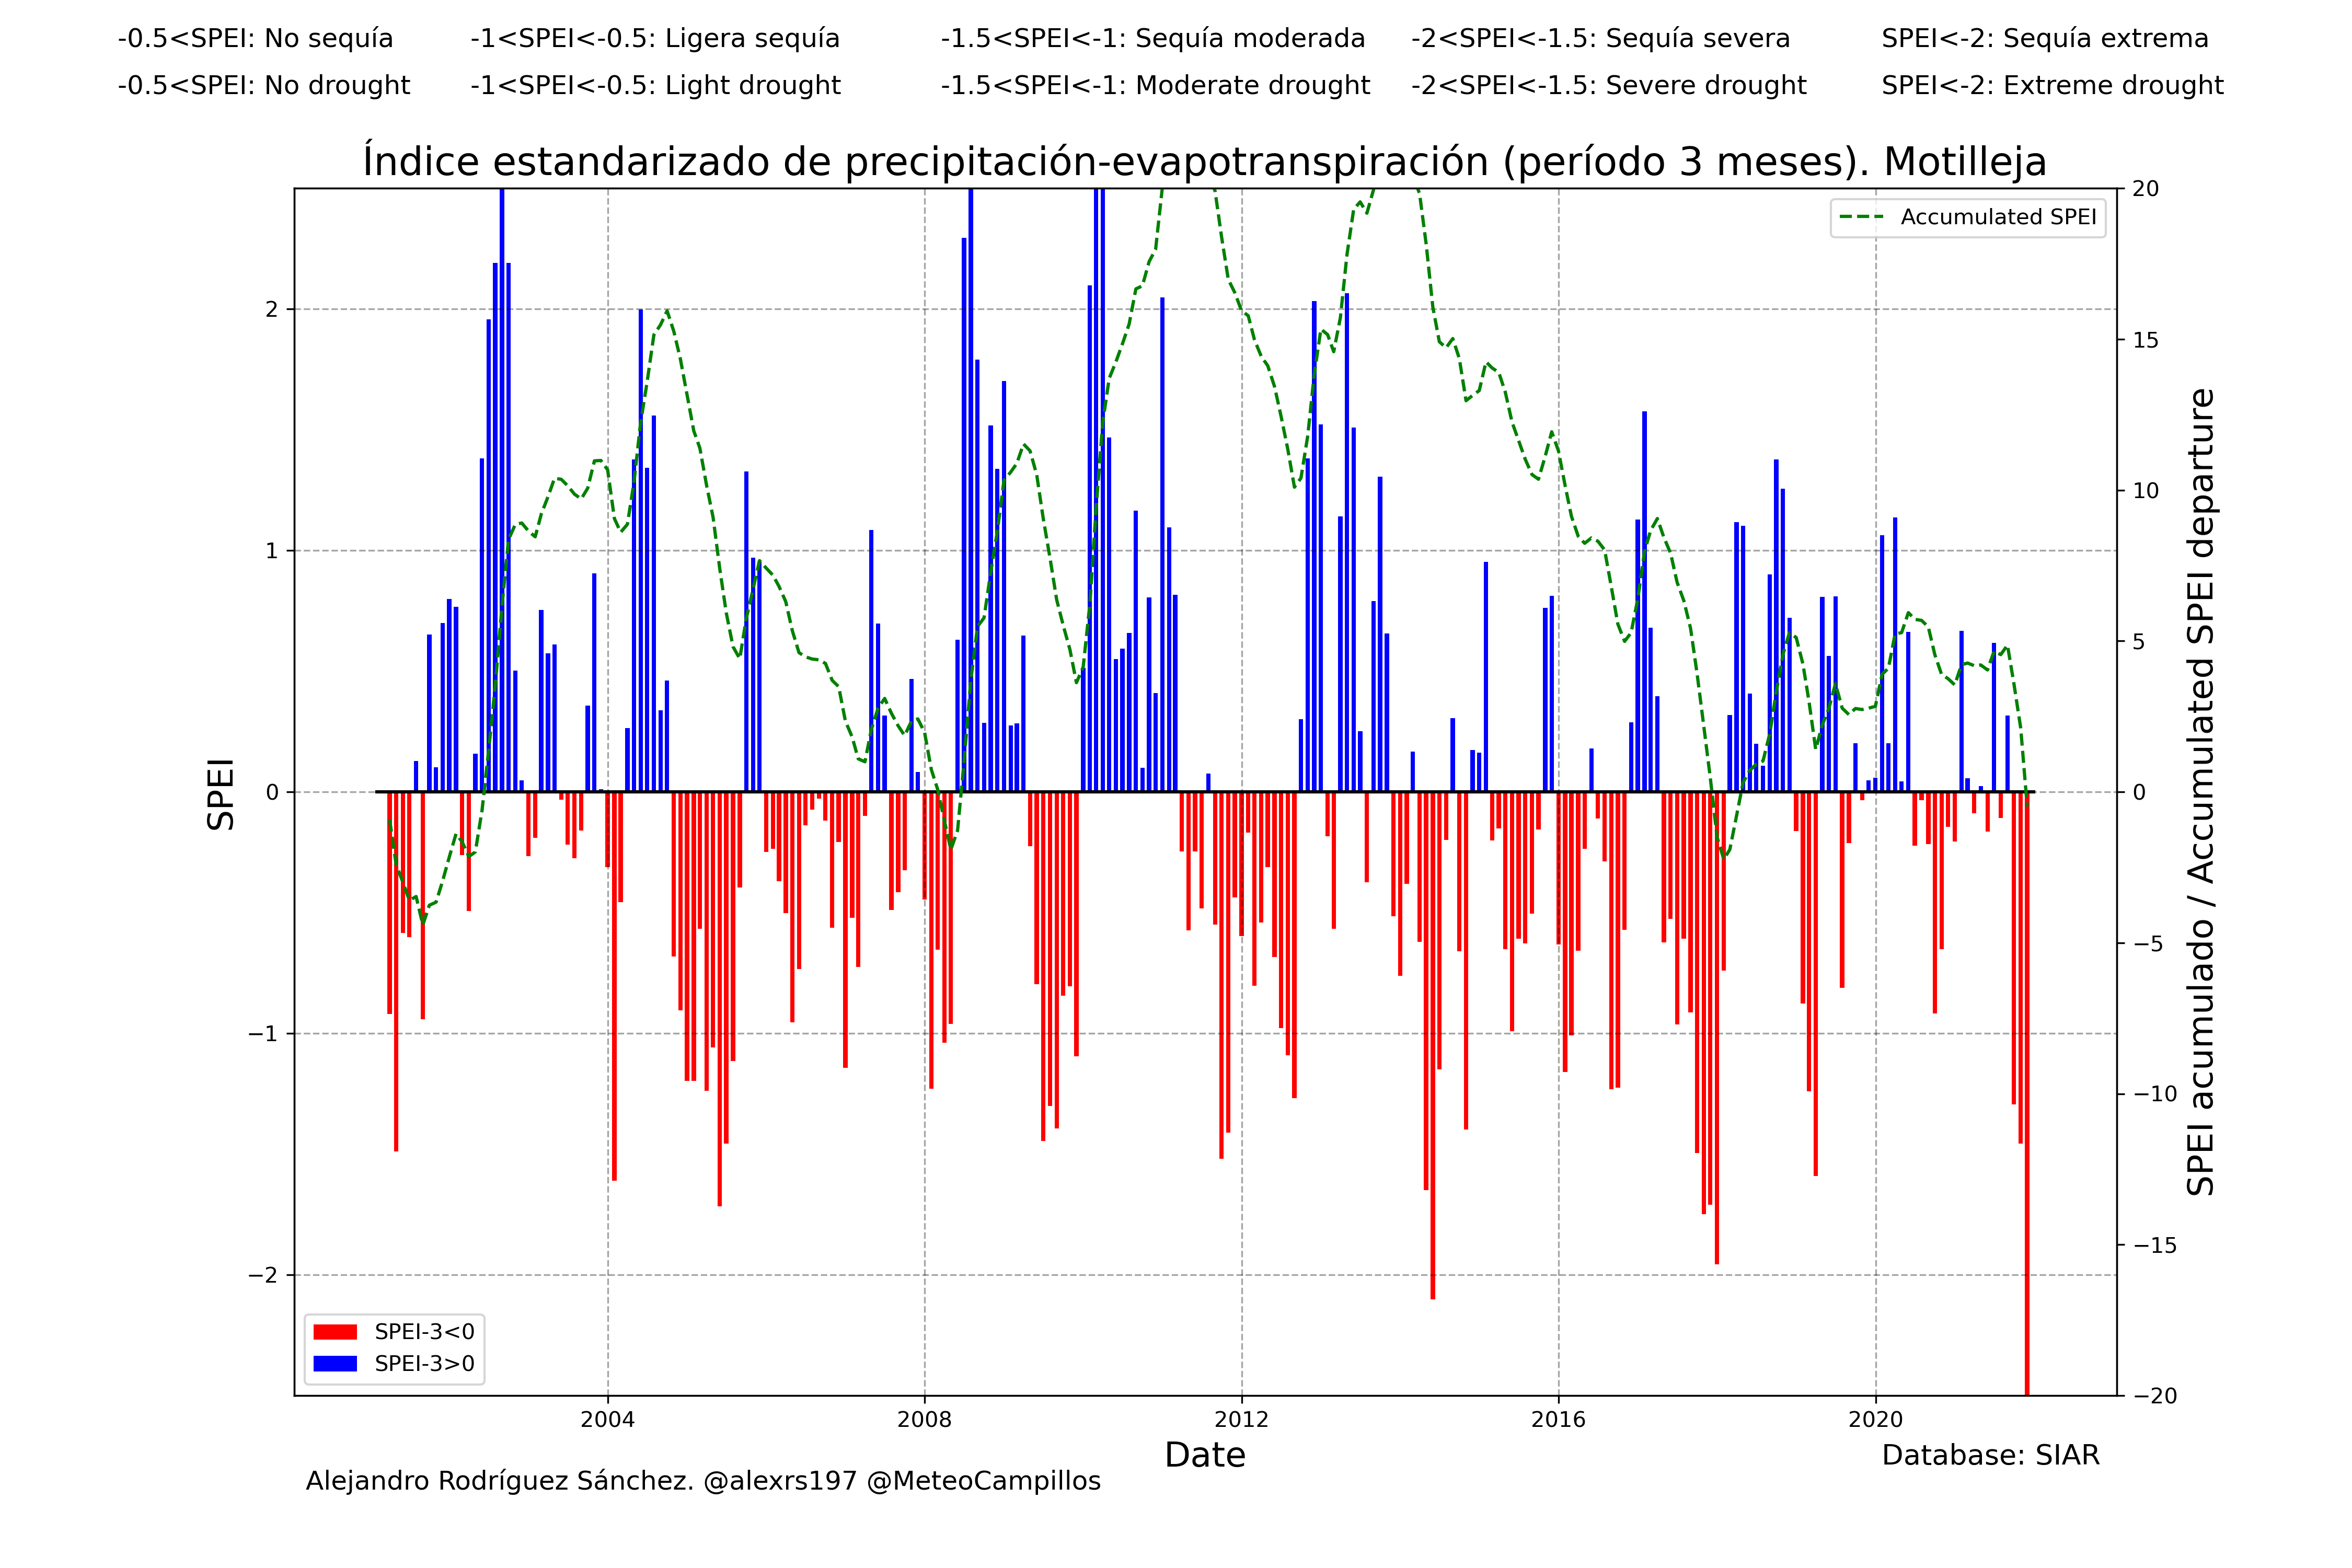 -0.5<SPEI: No sequía
-1<SPEI<-0.5: Ligera sequía
-1.5<SPEI<-1: Sequía moderada
-2<SPEI<-1.5: Sequía severa
SPEI<-2: Sequía extrema
-0.5<SPEI: No drought
-1<SPEI<-0.5: Light drought
-1.5<SPEI<-1: Moderate drought
-2<SPEI<-1.5: Severe drought
SPEI<-2: Extreme drought
Índice estandarizado de precipitación-evapotranspiración (período 3 meses). Motilleja
Accumulated SPEI
SPEI
2
1
0
−1
−2
20
15
10
5
0
−5
−10
−15
−20
SPEI acumulado / Accumulated SPEI departure
SPEI-3<0
SPEI-3>0
2004
2008
2012
2016
2020
Date
Database: SIAR
Alejandro Rodríguez Sánchez. @alexrs197 @MeteoCampillos